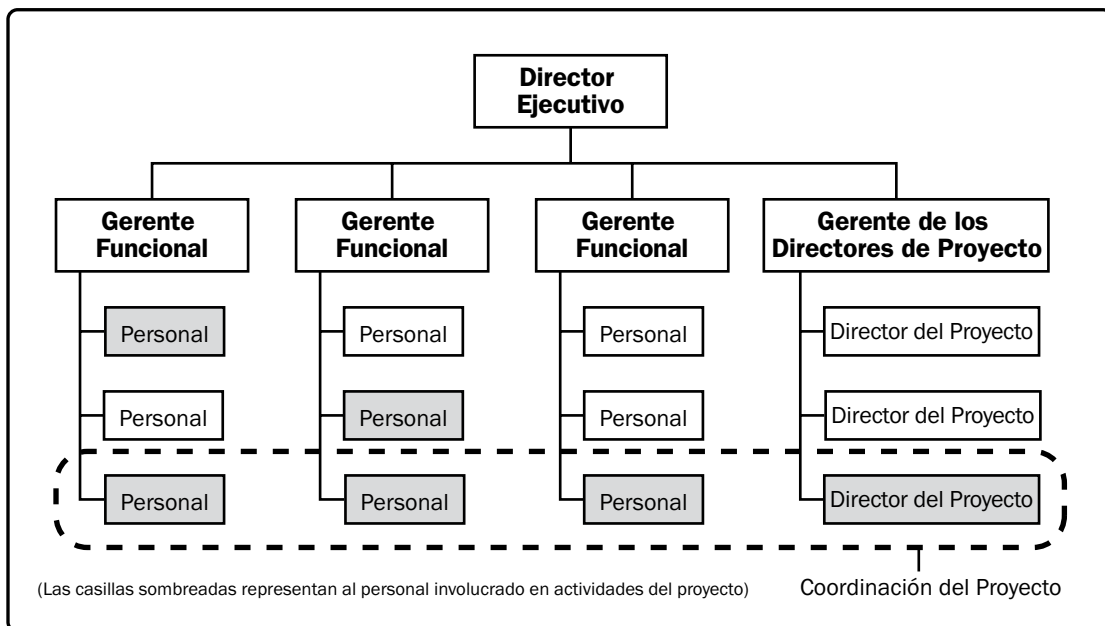 Director
Ejecutivo
Gerente
Funcional
Gerente
Funcional
Gerente
Funcional
Gerente de los
Directores de Proyecto
Personal
Personal
Personal
Director del Proyecto
Personal
Personal
Personal
Director del Proyecto
Personal
Personal
Personal
Director del Proyecto
(Las casillas sombreadas representan al personal involucrado en actividades del proyecto)
Coordinación del Proyecto